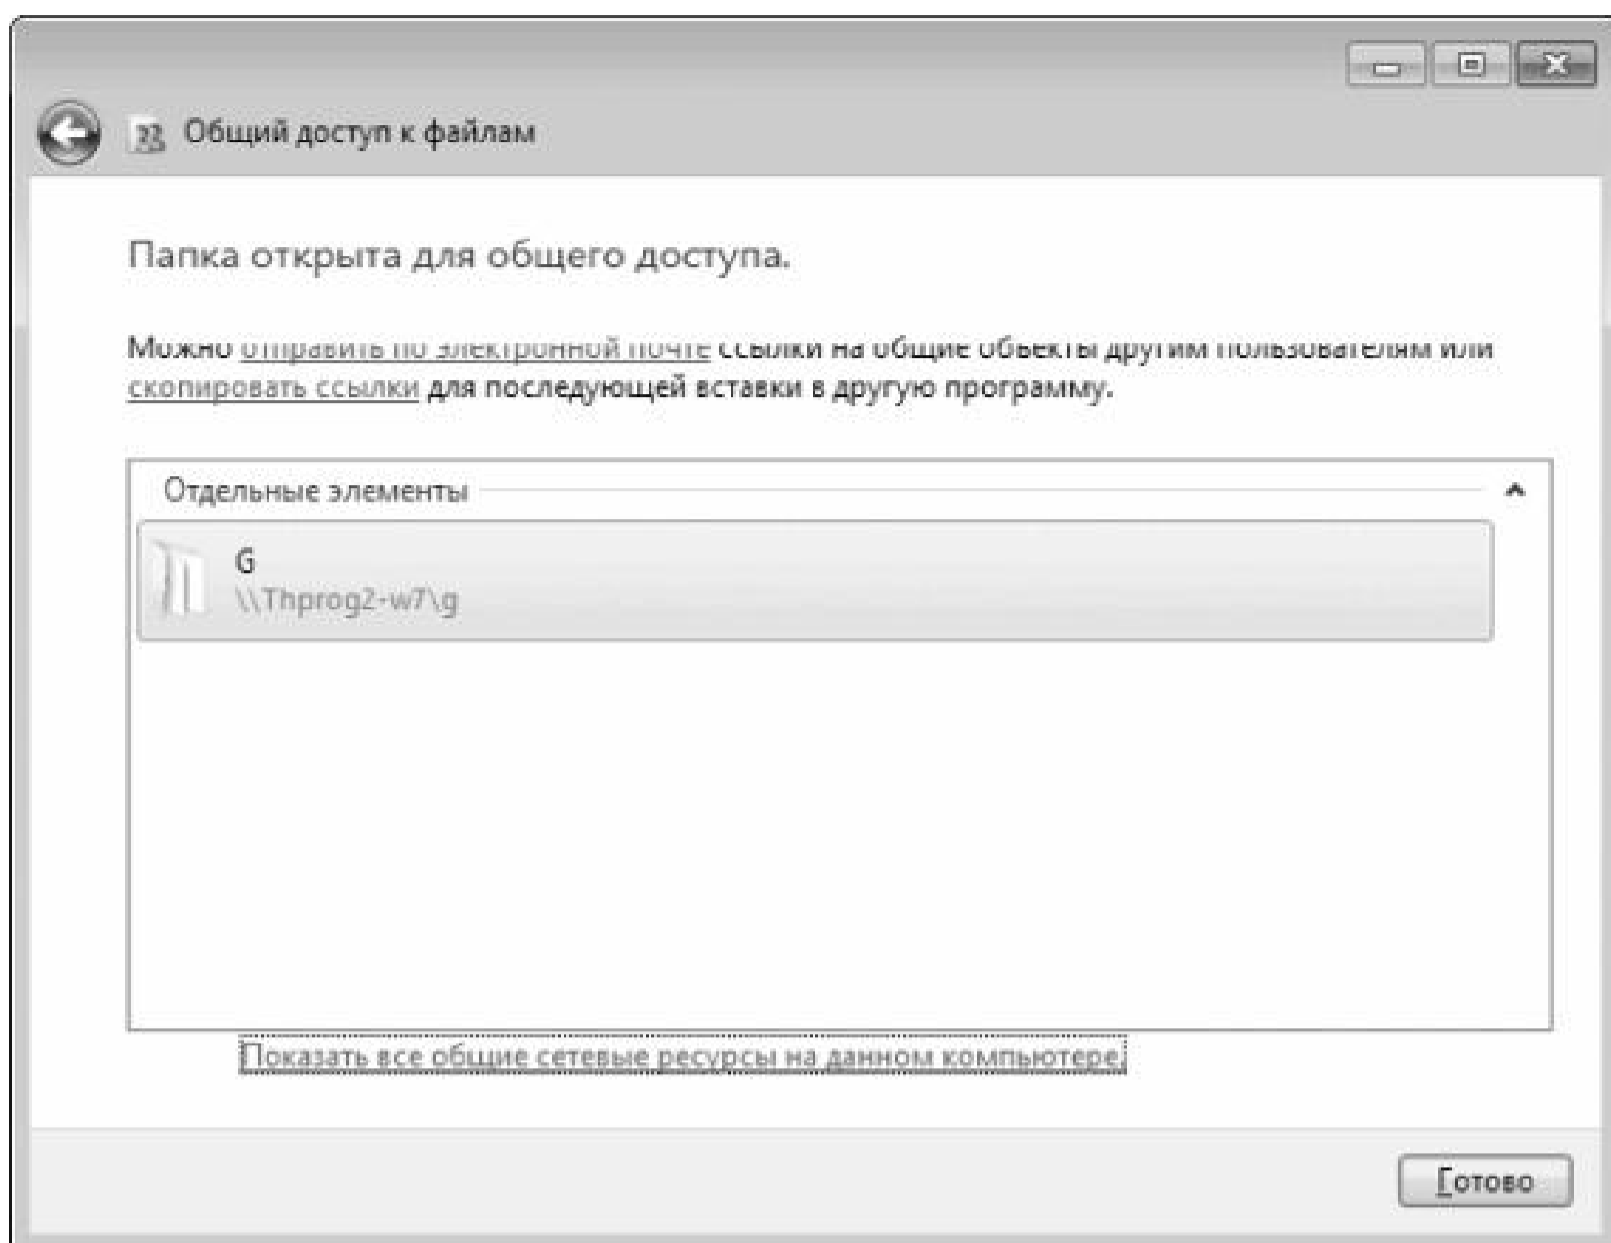 Общий доступ к файлам
Папка открыта для общего доступа.
Можно отправить по электронной почте ссылки на общие объекты другим пользователям или
скопировать ссылки для последующей вставки в другую программу.
Отдельные элементы
G
\\Thprog2-w7\g
Показать все общие сетевые ресурсы на данном компьютере.
Готово